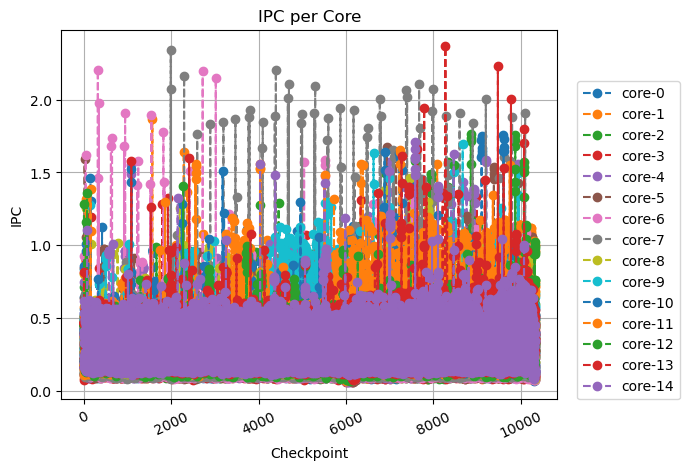 IPC per Core
IPC
2.0
1.5
1.0
0.5
0.0
0
2000
4000
6000
8000
10000
Checkpoint
core-0
core-1
core-2
core-3
core-4
core-5
core-6
core-7
core-8
core-9
core-10
core-11
core-12
core-13
core-14